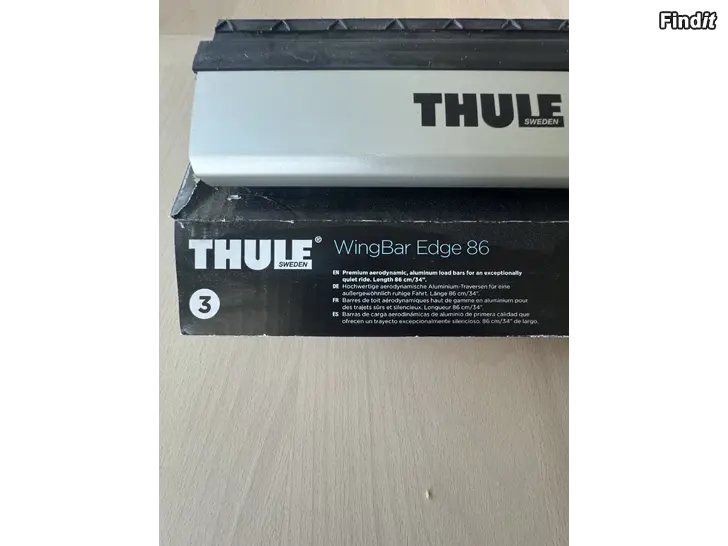 Findit
THULE
SWEDEN
THULE®
SWEDEN
WingBar Edge 86
EN Premium aerodynamic, aluminum load bars for an exceptionally
quiet ride. Length 86 cm/34".
DE Hochwertige aerodynamische Aluminium-Traversen für eine
außergewöhnlich ruhige Fahrt. Länge 86 cm/34".
FR Barres de toit aérodynamiques haut de gamme en aluminium pour
des trajets sûrs et silencieux. Longueur 86 cm/34".
ES Barras de carga aerodinámicas de aluminio de primera calidad que
ofrecen un trayecto excepcionalmente silencioso. 86 cm/34" de largo.
3